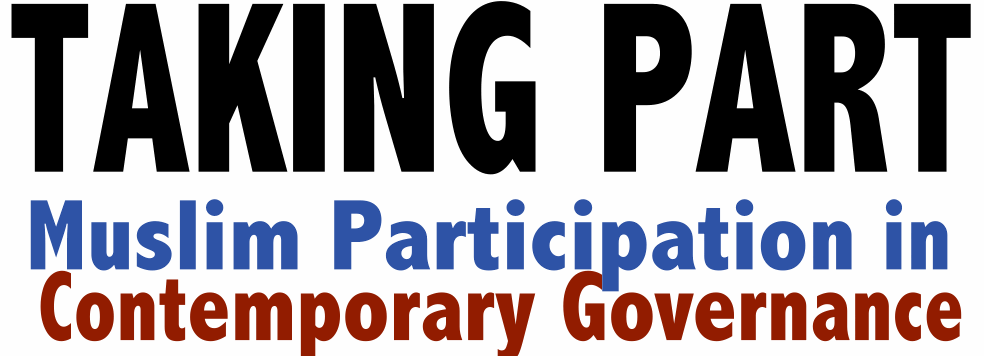 TAKING PART
Muslim Participation in
Contemporary Governance